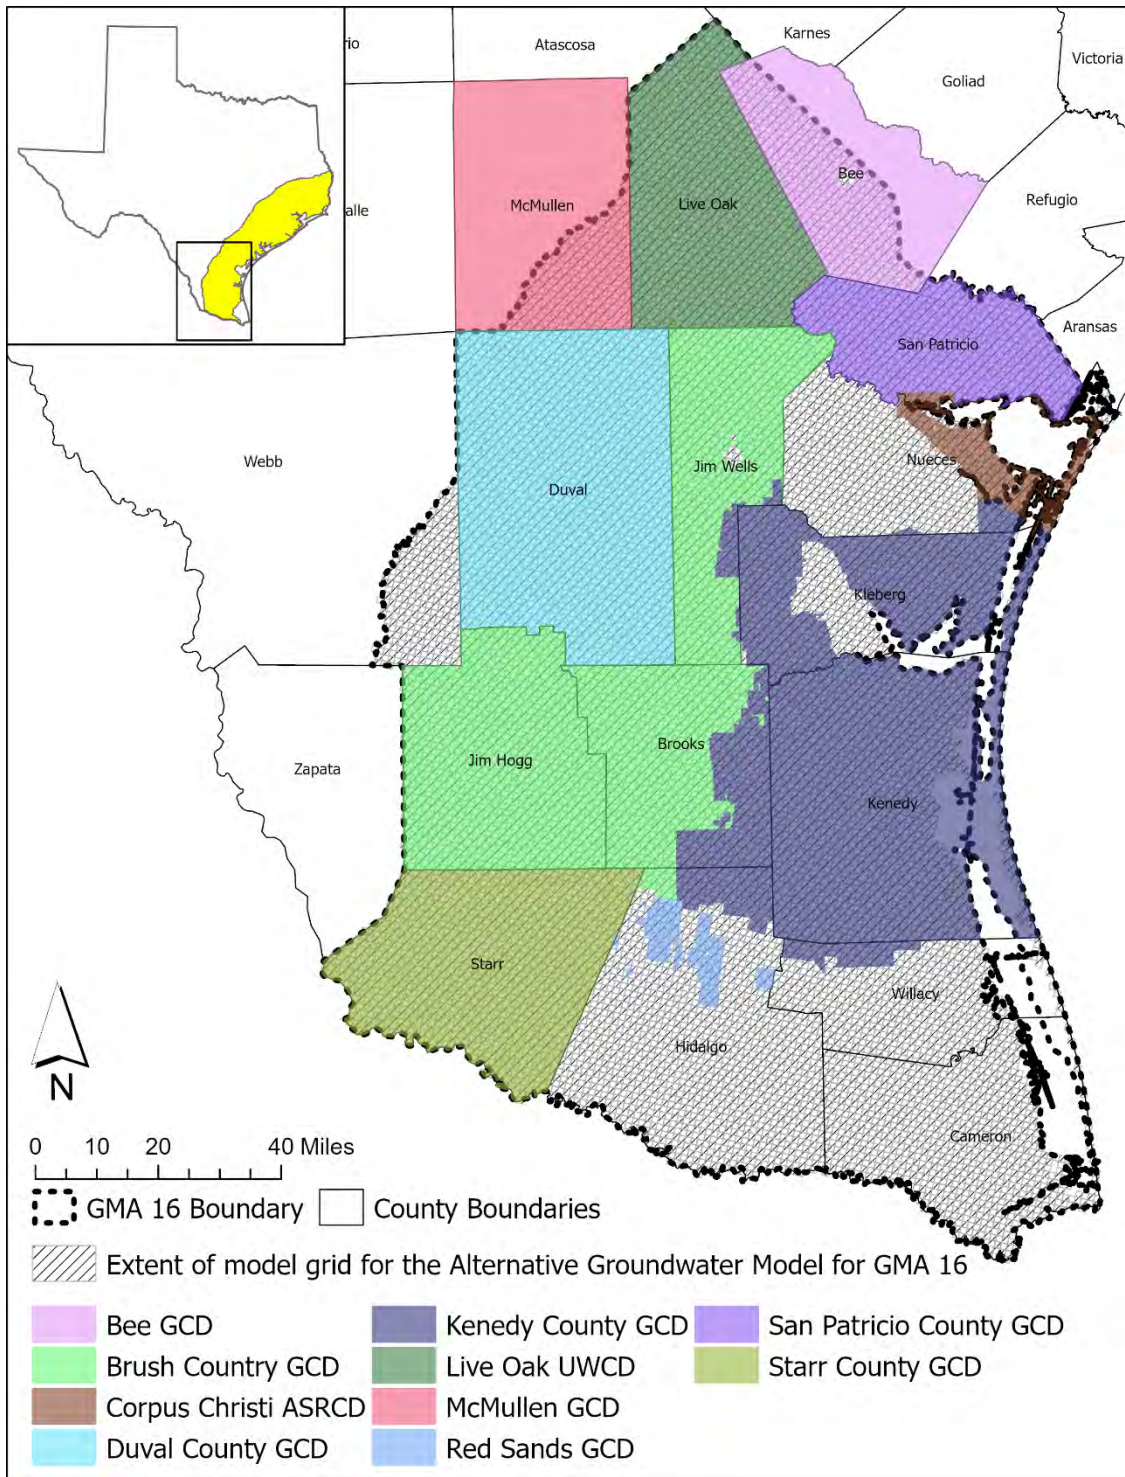 rio
Atascosa
Karnes
Goliad
Victoria
alle
McMullen
Live Oak
Bee
Refugio
Aransas
San Patricio
Webb
Duval
Jim Wells
Nueces
Kleberg
Zapata
Jim Hogg
Brooks
Kenedy
Starr
Willacy
Hidalgo
Cameron
N
0 10 20 40 Miles
GMA 16 Boundary County Boundaries
Extent of model grid for the Alternative Groundwater Model for GMA 16
Bee GCD Kenedy County GCD San Patricio County GCD
Brush Country GCD Live Oak UWCD Starr County GCD
Corpus Christi ASRCD McMullen GCD
Duval County GCD Red Sands GCD